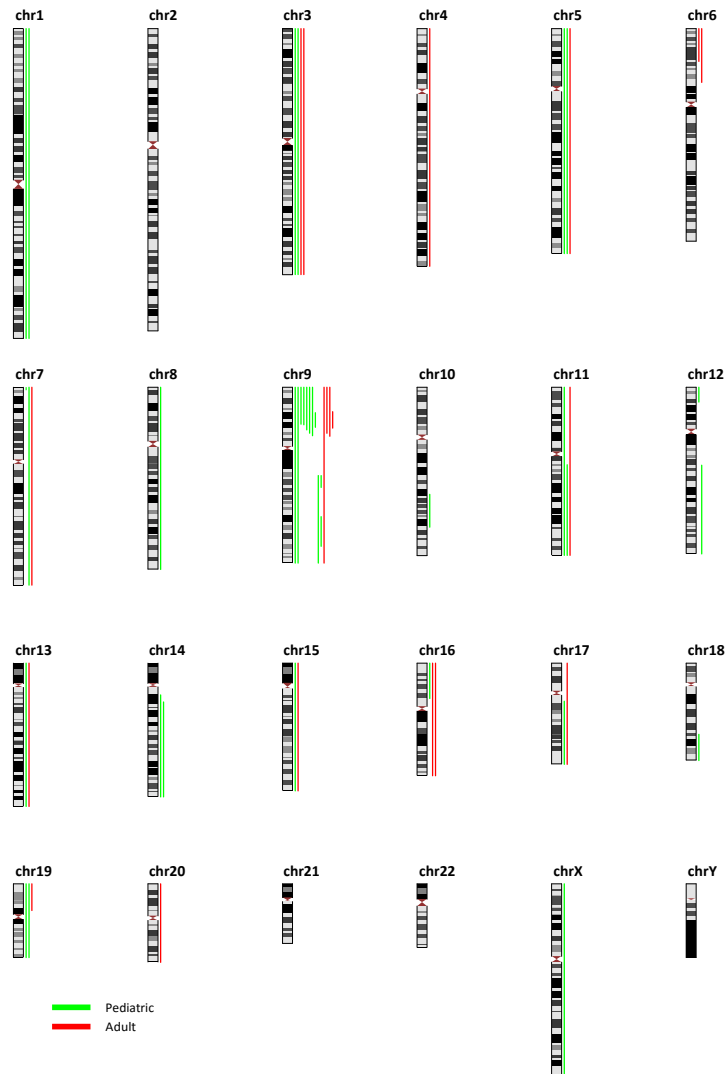 chr1 chr2 chr3 chr4 chr5 chr6
chr7 chr8 chr9 chr10 chr11 chr12
chr13 chr14 chr15 chr16 chr17 chr18
chr19 chr20 chr21 chr22 chrX chrY
Pediatric
Adult